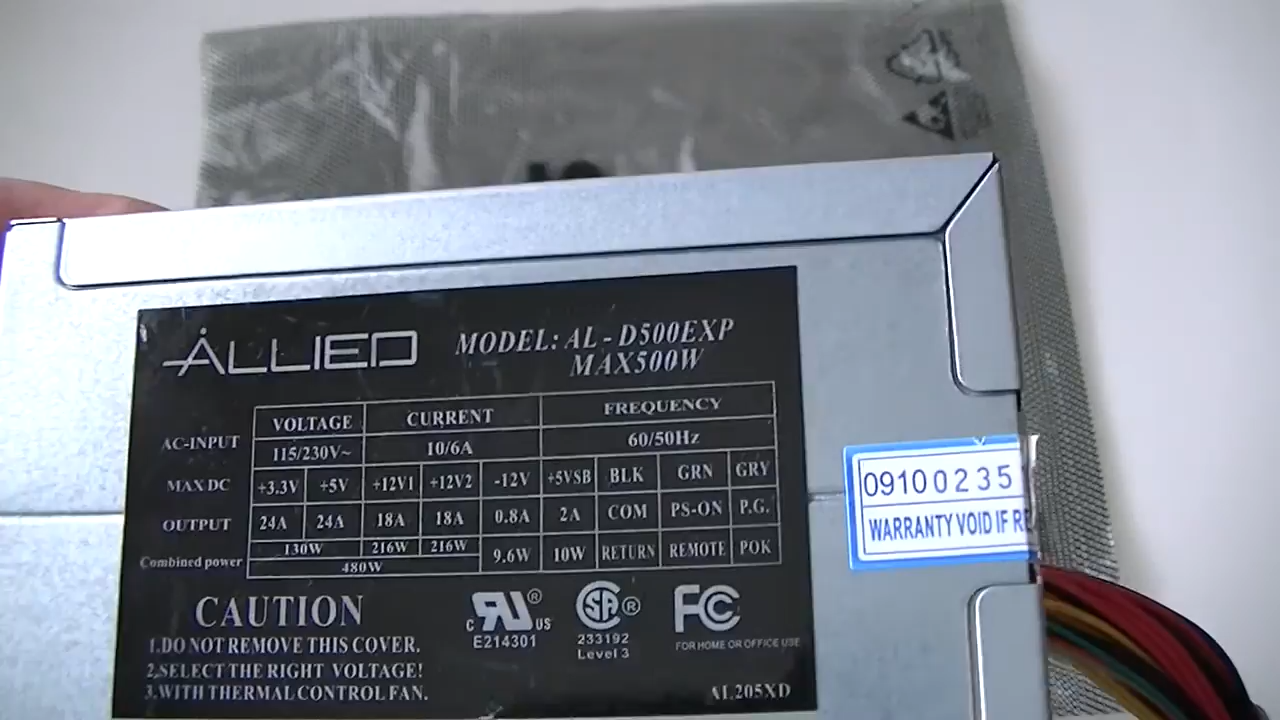 ALLIED
MODEL: AL - D500EXP
MAX500W
VOLTAGE CURRENT FREQUENCY
AC-INPUT 115/230V~ 10/6A 60/50Hz
MAX DC +3.3V +5V +12V1 +12V2 -12V +5VSB BLK GRN GRY
OUTPUT 24A 24A 18A 18A 0.8A 2A COM PS-ON P.G.
Combined power 130W 216W 216W 9.6W 10W RETURN REMOTE POK
480W
CAUTION
1.DO NOT REMOVE THIS COVER.
2,SELECT THE RIGHT VOLTAGE!
3.WITH THERMAL CONTROL FAN.
c RU ® US
E214301
SA ®
233192
Level 3
FC
FOR HOME OR OFFICE USE
AL205XD
09100235
WARRANTY VOID IF RE